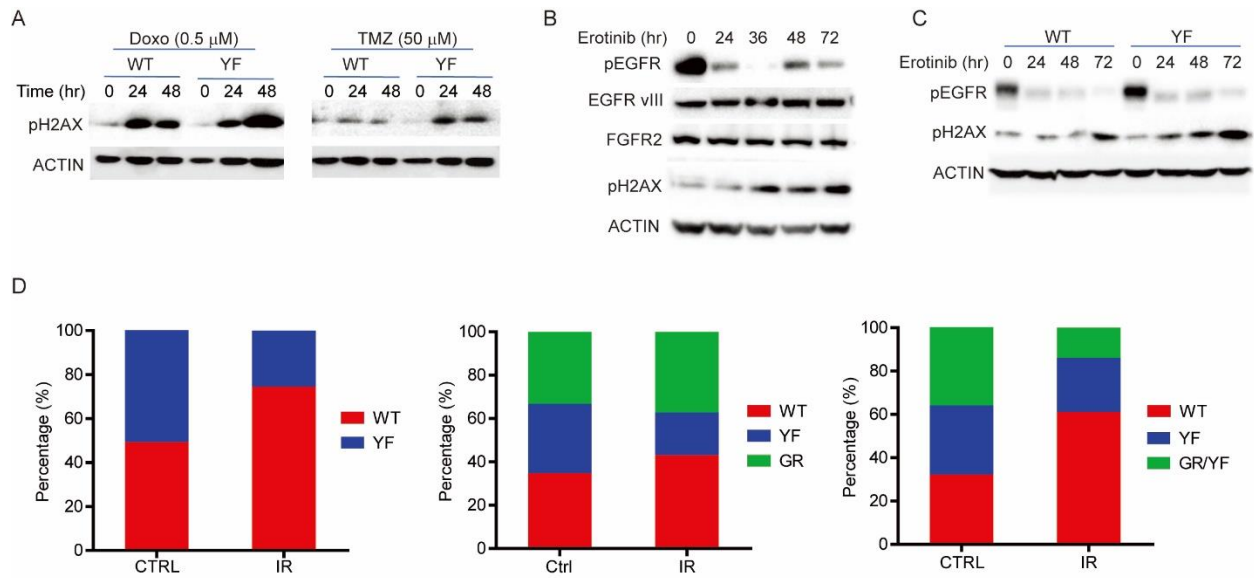 A
Doxo (0.5 μM)
TMZ (50 μM)
WT YF WT YF
Time (hr) 0 24 48 0 24 48 0 24 48 0 24 48
pH2AX
ACTIN
B
Erotinib (hr) 0 24 36 48 72
pEGFR
EGFR vIII
FGFR2
pH2AX
ACTIN
C
WT YF
Erotinib (hr) 0 24 48 72 0 24 48 72
pEGFR
pH2AX
ACTIN
D
Percentage (%)
100
80
60
40
20
0
CTRL IR
WT
YF
Percentage (%)
100
80
60
40
20
0
Ctrl IR
WT
YF
GR
Percentage (%)
100
80
60
40
20
0
CTRL IR
WT
YF
GR/YF